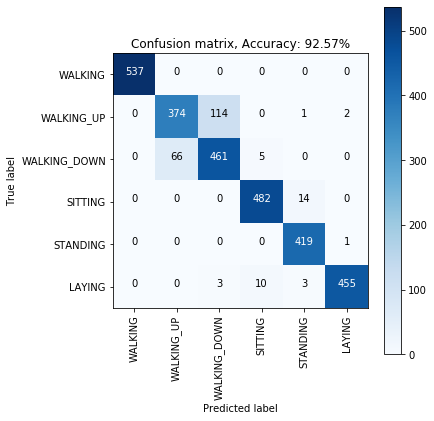 Confusion matrix, Accuracy: 92.57%
WALKING 537 0 0 0 0 0
WALKING_UP 0 374 114 0 1 2
WALKING_DOWN 0 66 461 5 0 0
SITTING 0 0 0 482 14 0
STANDING 0 0 0 0 419 1
LAYING 0 0 3 10 3 455
True label
WALKING
WALKING_UP
WALKING_DOWN
SITTING
STANDING
LAYING
Predicted label
500
400
300
200
100
0